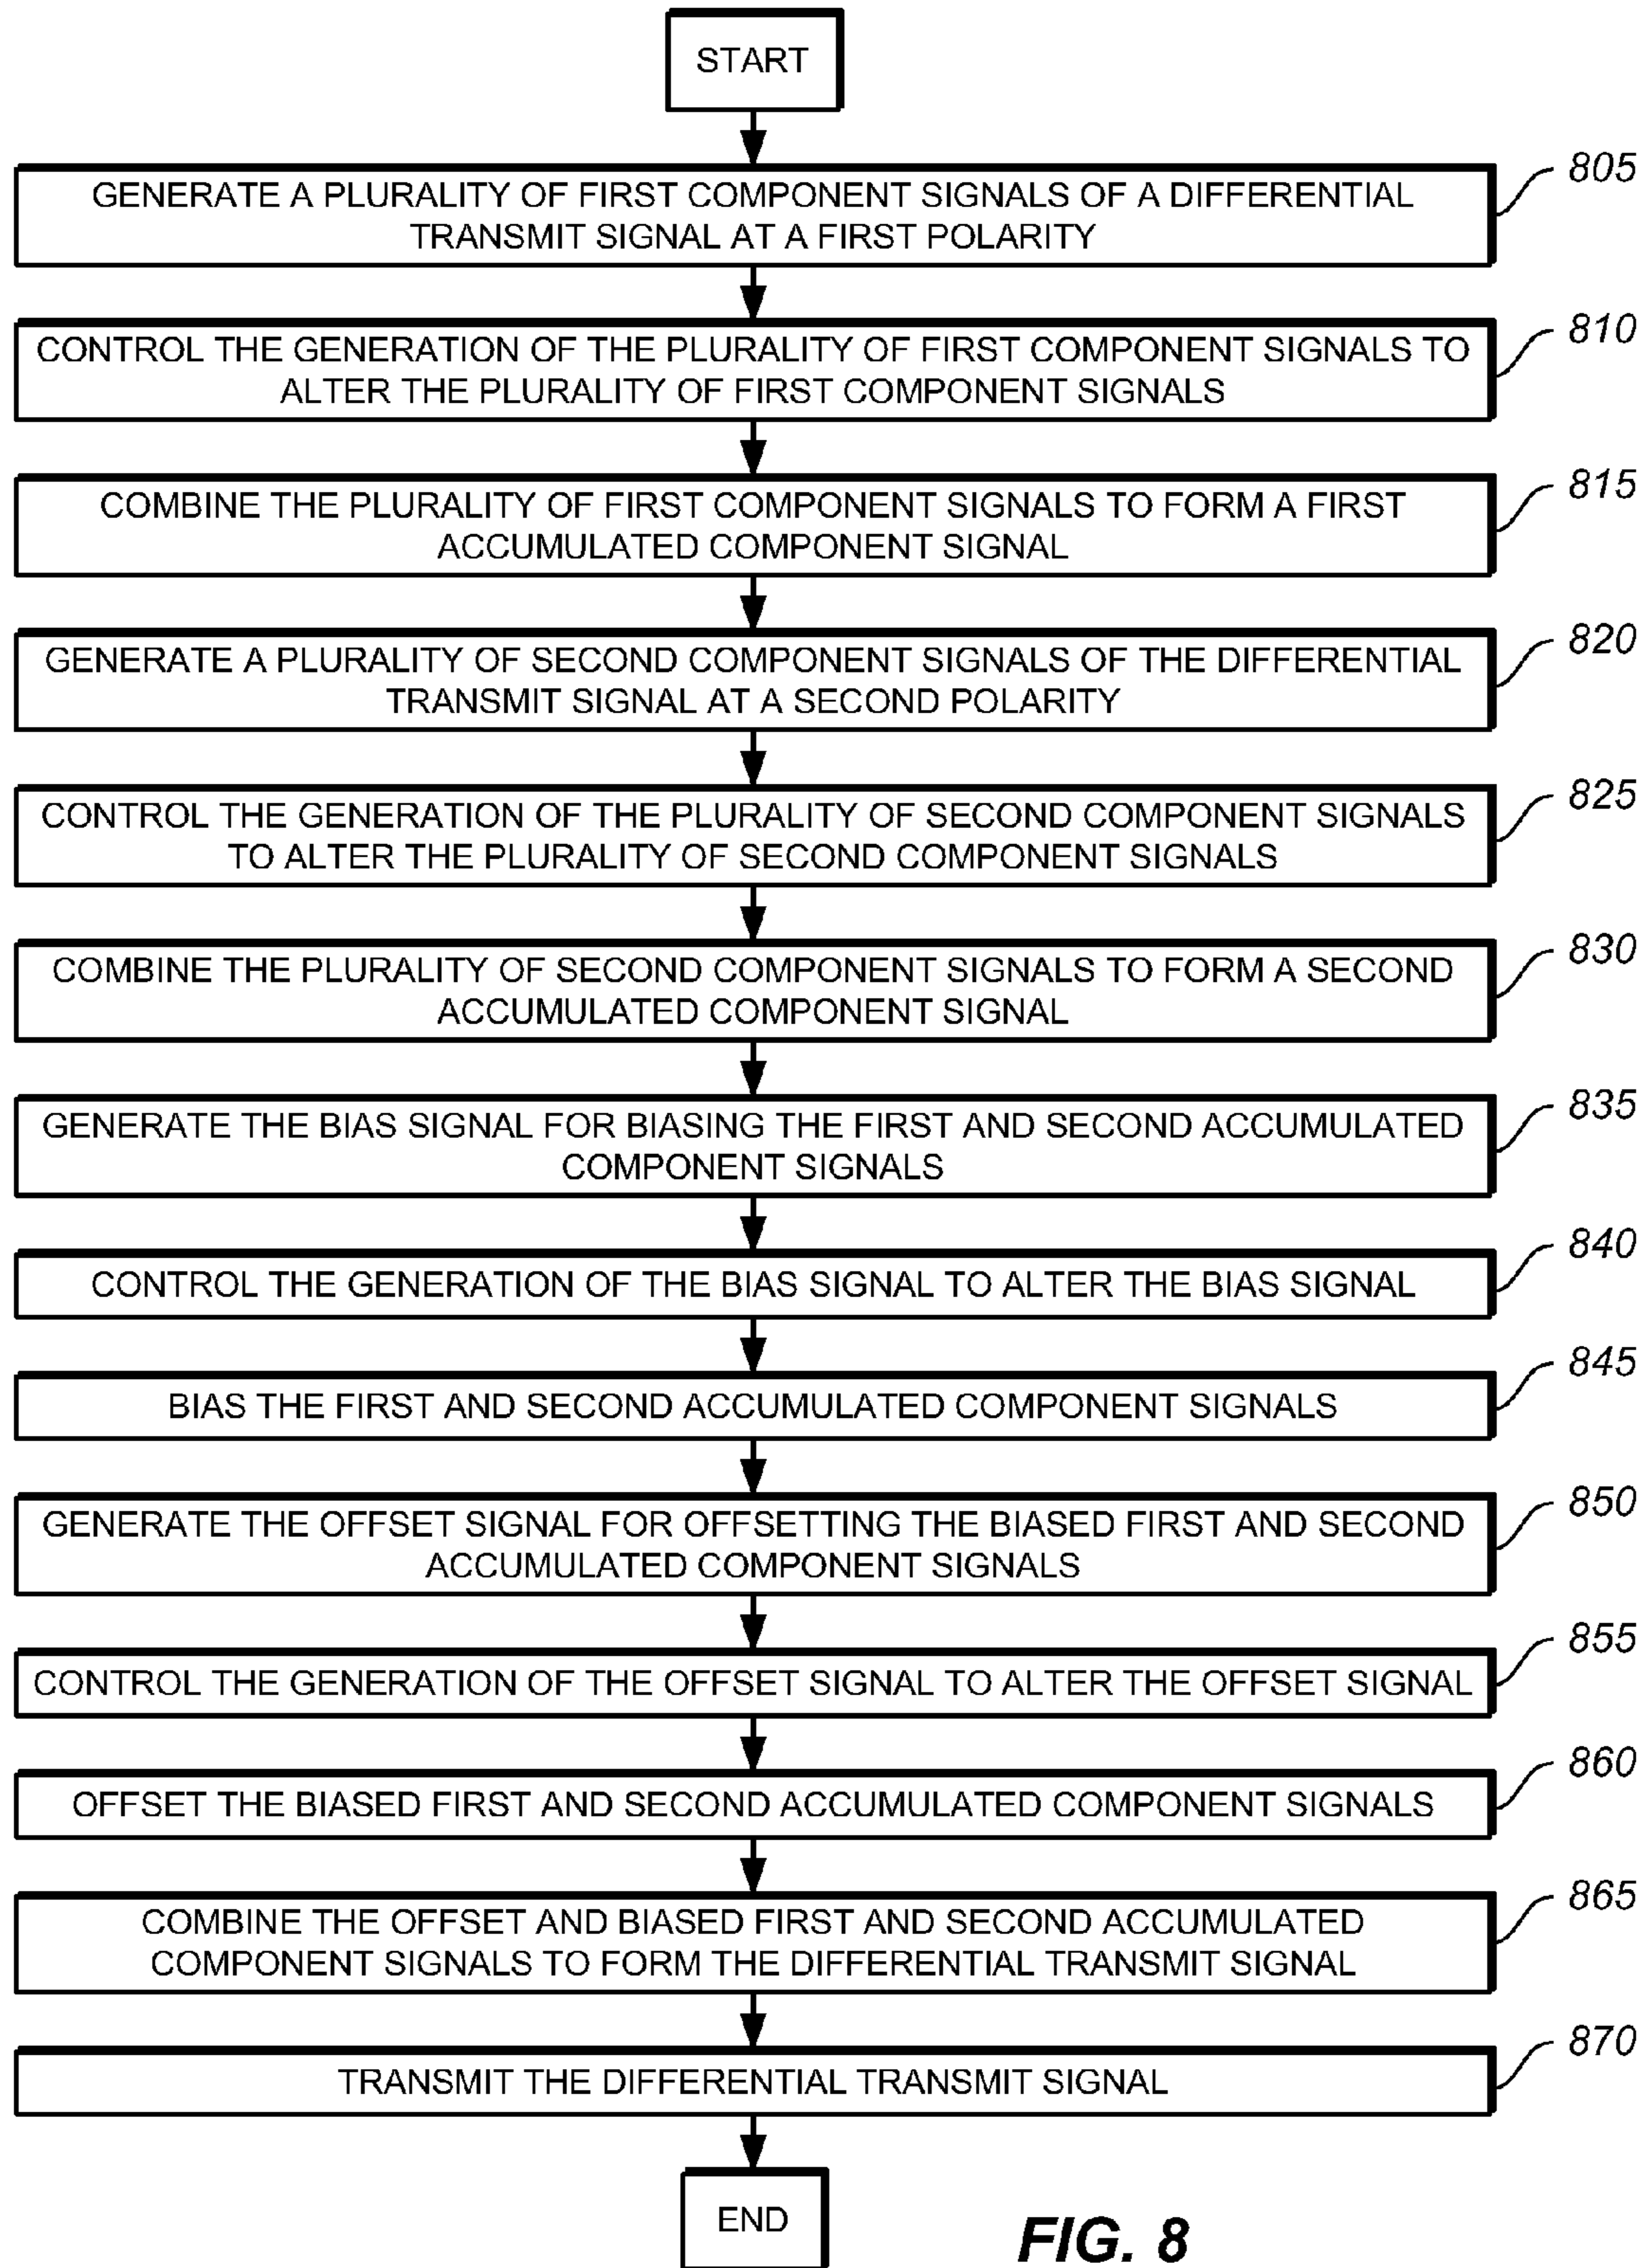 START
805
GENERATE A PLURALITY OF FIRST COMPONENT SIGNALS OF A DIFFERENTIAL
TRANSMIT SIGNAL AT A FIRST POLARITY
810
CONTROL THE GENERATION OF THE PLURALITY OF FIRST COMPONENT SIGNALS TO
ALTER THE PLURALITY OF FIRST COMPONENT SIGNALS
815
COMBINE THE PLURALITY OF FIRST COMPONENT SIGNALS TO FORM A FIRST
ACCUMULATED COMPONENT SIGNAL
820
GENERATE A PLURALITY OF SECOND COMPONENT SIGNALS OF THE DIFFERENTIAL
TRANSMIT SIGNAL AT A SECOND POLARITY
825
CONTROL THE GENERATION OF THE PLURALITY OF SECOND COMPONENT SIGNALS
TO ALTER THE PLURALITY OF SECOND COMPONENT SIGNALS
830
COMBINE THE PLURALITY OF SECOND COMPONENT SIGNALS TO FORM A SECOND
ACCUMULATED COMPONENT SIGNAL
835
GENERATE THE BIAS SIGNAL FOR BIASING THE FIRST AND SECOND ACCUMULATED
COMPONENT SIGNALS
840
CONTROL THE GENERATION OF THE BIAS SIGNAL TO ALTER THE BIAS SIGNAL
845
BIAS THE FIRST AND SECOND ACCUMULATED COMPONENT SIGNALS
850
GENERATE THE OFFSET SIGNAL FOR OFFSETTING THE BIASED FIRST AND SECOND
ACCUMULATED COMPONENT SIGNALS
855
CONTROL THE GENERATION OF THE OFFSET SIGNAL TO ALTER THE OFFSET SIGNAL
860
OFFSET THE BIASED FIRST AND SECOND ACCUMULATED COMPONENT SIGNALS
865
COMBINE THE OFFSET AND BIASED FIRST AND SECOND ACCUMULATED
COMPONENT SIGNALS TO FORM THE DIFFERENTIAL TRANSMIT SIGNAL
870
TRANSMIT THE DIFFERENTIAL TRANSMIT SIGNAL
END
FIG. 8